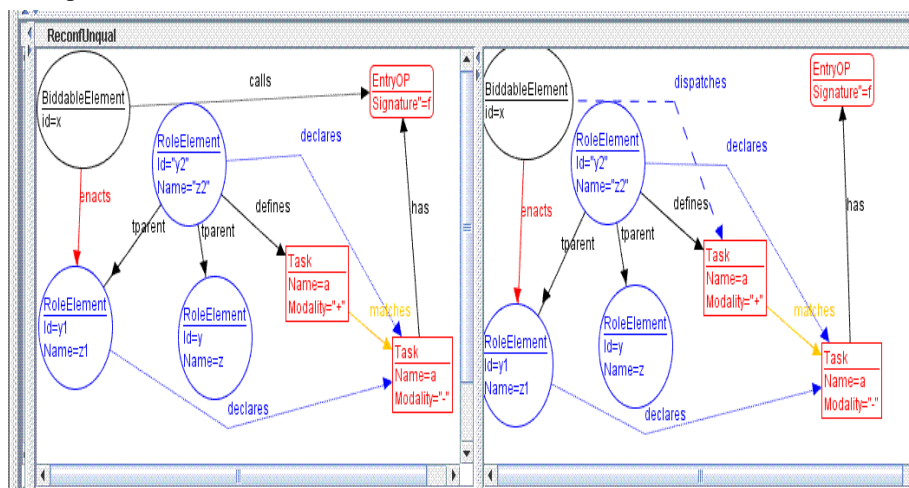 ReconfUnqual
BiddableElement
id=x
calls
EntryOP
Signature"=f
RoleElement
Id="y2"
Name="z2"
declares
enacts
tparent
tparent
defines
has
Task
Name=a
Modality="+"
matches
RoleElement
Id=y1
Name=z1
RoleElement
Id=y
Name=z
Task
Name=a
Modality="-"
declares
BiddableElement
id=x
dispatches
EntryOP
Signature"=f
RoleElement
Id="y2"
Name="z2"
declares
enacts
tparent
tparent
defines
has
Task
Name=a
Modality="+"
matches
RoleElement
Id=y1
Name=z1
RoleElement
Id=y
Name=z
Task
Name=a
Modality="-"
declares